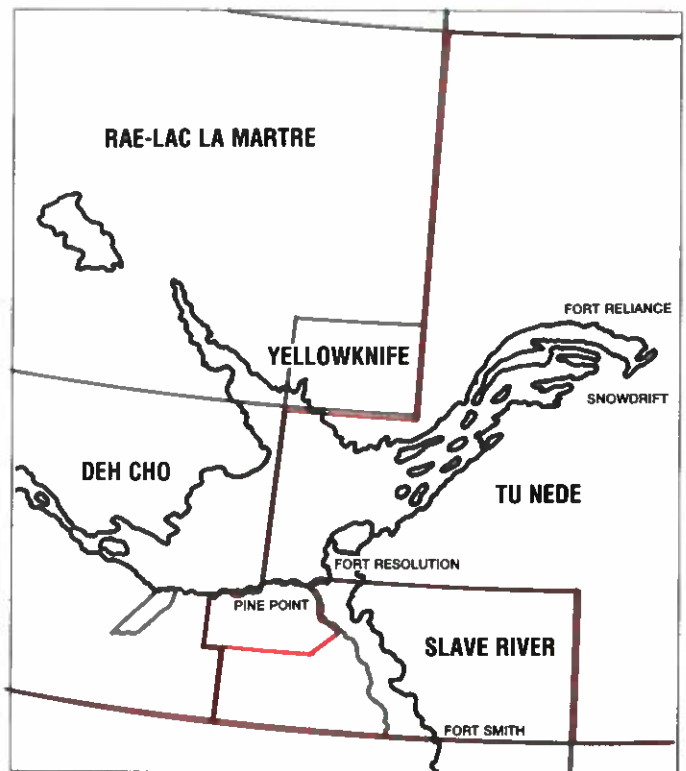 RAE-LAC LA MARTRE
FORT RELIANCE
YELLOWKNIFE
SNOWDRIFT
DEH CHO
TU NEDE
FORT RESOLUTION
PINE POINT
SLAVE RIVER
FORT SMITH